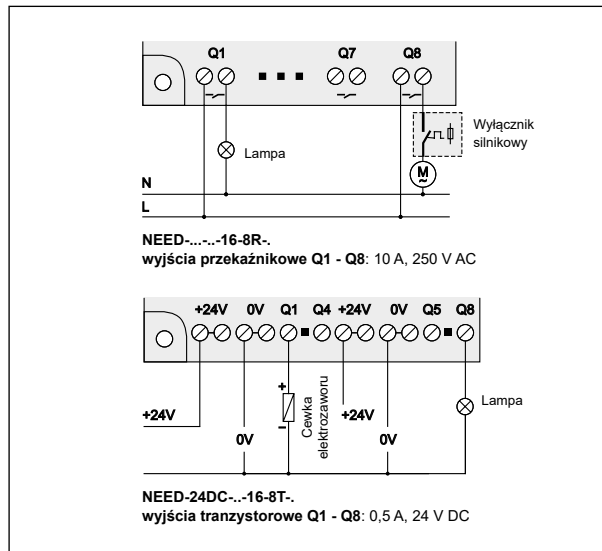 Q1 Q7 Q8
Wyłącznik
silnikowy
Lampa
M
~
N
L
NEED-...-..-16-8R-.
wyjścia przekaźnikowe Q1 - Q8: 10 A, 250 V AC
+24V 0V Q1 Q4 +24V 0V Q5 Q8
+
-
Cewka
elektrozaworu
Lampa
+24V +24V
0V 0V
NEED-24DC-..-16-8T-.
wyjścia tranzystorowe Q1 - Q8: 0,5 A, 24 V DC